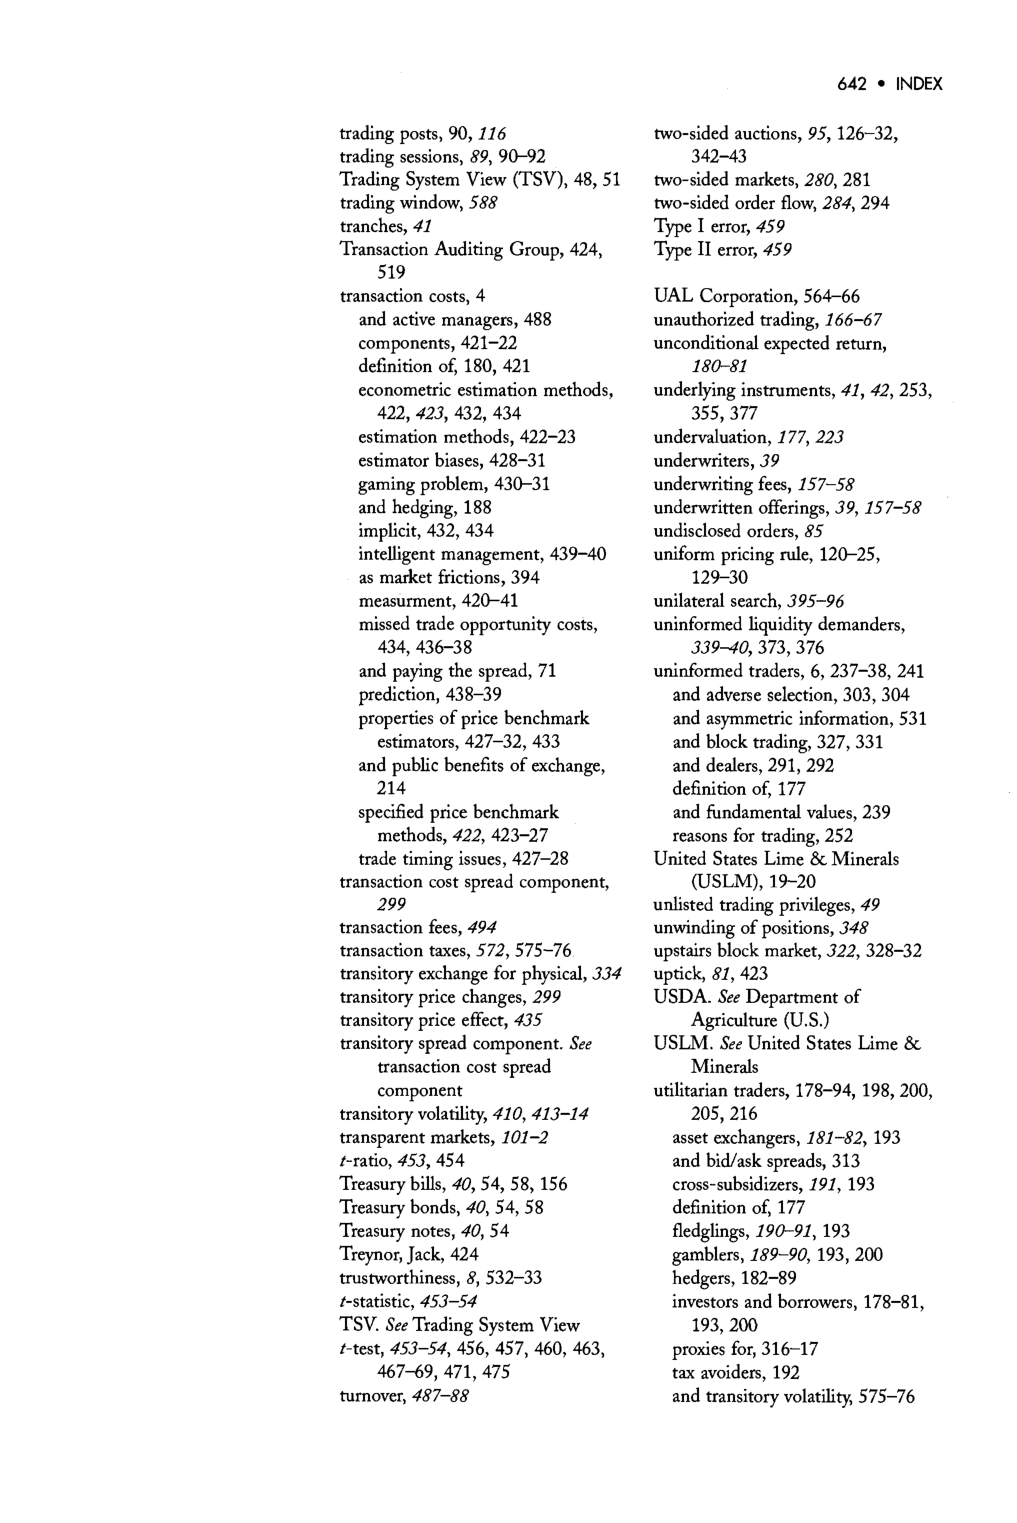 642 • INDEX
trading posts, 90, 116
trading sessions, 89, 90–92
Trading System View (TSV), 48, 51
trading window, 588
tranches, 41
Transaction Auditing Group, 424,
519
transaction costs, 4
and active managers, 488
components, 421–22
definition of, 180, 421
econometric estimation methods,
422, 423, 432, 434
estimation methods, 422–23
estimator biases, 428–31
gaming problem, 430–31
and hedging, 188
implicit, 432, 434
intelligent management, 439–40
as market frictions, 394
measurment, 420–41
missed trade opportunity costs,
434, 436–38
and paying the spread, 71
prediction, 438–39
properties of price benchmark
estimators, 427–32, 433
and public benefits of exchange,
214
specified price benchmark
methods, 422, 423–27
trade timing issues, 427–28
transaction cost spread component,
299
transaction fees, 494
transaction taxes, 572, 575–76
transitory exchange for physical, 334
transitory price changes, 299
transitory price effect, 435
transitory spread component. See
transaction cost spread
component
transitory volatility, 410, 413–14
transparent markets, 101–2
t-ratio, 453, 454
Treasury bills, 40, 54, 58, 156
Treasury bonds, 40, 54, 58
Treasury notes, 40, 54
Treynor, Jack, 424
trustworthiness, 8, 532–33
t-statistic, 453–54
TSV. See Trading System View
t-test, 453–54, 456, 457, 460, 463,
467–69, 471, 475
turnover, 487–88
two-sided auctions, 95, 126–32,
342–43
two-sided markets, 280, 281
two-sided order flow, 284, 294
Type I error, 459
Type II error, 459
UAL Corporation, 564–66
unauthorized trading, 166–67
unconditional expected return,
180–81
underlying instruments, 41, 42, 253,
355, 377
undervaluation, 177, 223
underwriters, 39
underwriting fees, 157–58
underwritten offerings, 39, 157–58
undisclosed orders, 85
uniform pricing rule, 120–25,
129–30
unilateral search, 395–96
uninformed liquidity demanders,
339–40, 373, 376
uninformed traders, 6, 237–38, 241
and adverse selection, 303, 304
and asymmetric information, 531
and block trading, 327, 331
and dealers, 291, 292
definition of, 177
and fundamental values, 239
reasons for trading, 252
United States Lime & Minerals
(USLM), 19–20
unlisted trading privileges, 49
unwinding of positions, 348
upstairs block market, 322, 328–32
uptick, 81, 423
USDA. See Department of
Agriculture (U.S.)
USLM. See United States Lime &
Minerals
utilitarian traders, 178–94, 198, 200,
205, 216
asset exchangers, 181–82, 193
and bid/ask spreads, 313
cross-subsidizers, 191, 193
definition of, 177
fledglings, 190–91, 193
gamblers, 189–90, 193, 200
hedgers, 182–89
investors and borrowers, 178–81,
193, 200
proxies for, 316–17
tax avoiders, 192
and transitory volatility, 575–76